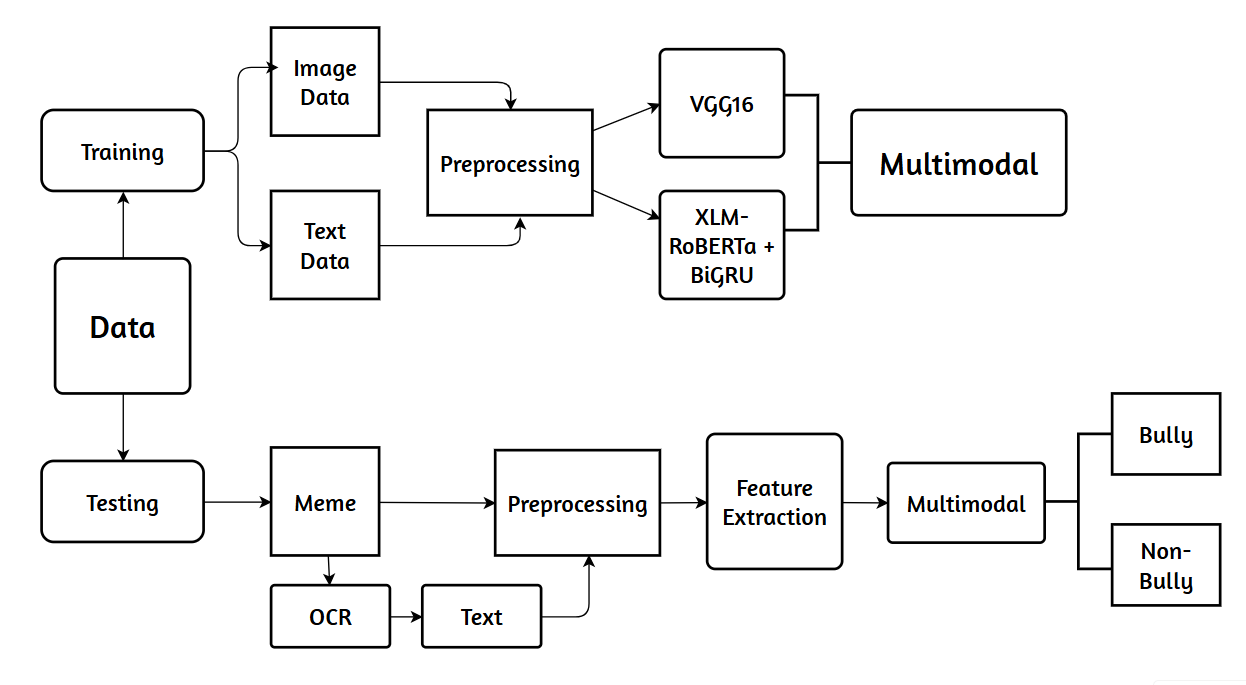 Image
Data
Training
Preprocessing
VGG16
Multimodal
Text
Data
XLM-
RoBERTa +
BiGRU
Data
Testing
Meme
Preprocessing
Feature
Extraction
Multimodal
Bully
Non-
Bully
OCR
Text